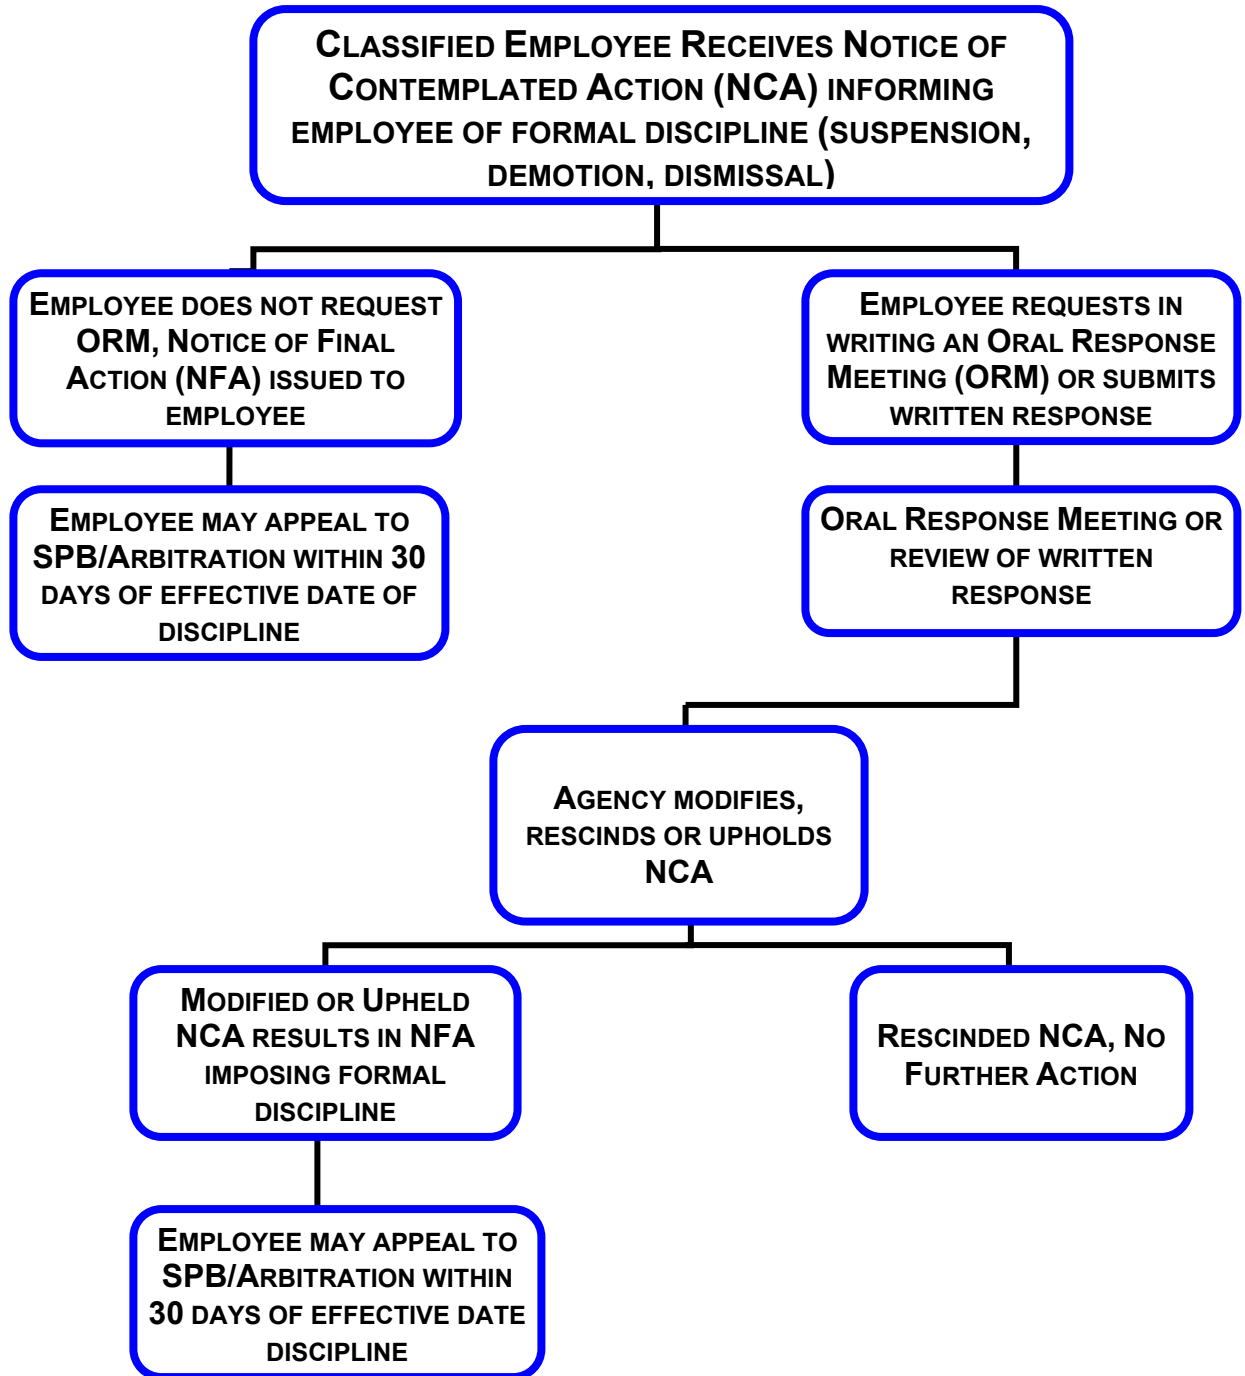 CLASSIFIED EMPLOYEE RECEIVES NOTICE OF
CONTEMPLATED ACTION (NCA) INFORMING
EMPLOYEE OF FORMAL DISCIPLINE (SUSPENSION,
DEMOTION, DISMISSAL)
EMPLOYEE DOES NOT REQUEST
ORM, NOTICE OF FINAL
ACTION (NFA) ISSUED TO
EMPLOYEE
EMPLOYEE REQUESTS IN
WRITING AN ORAL RESPONSE
MEETING (ORM) OR SUBMITS
WRITTEN RESPONSE
EMPLOYEE MAY APPEAL TO
SPB/ARBITRATION WITHIN 30
DAYS OF EFFECTIVE DATE OF
DISCIPLINE
ORAL RESPONSE MEETING OR
REVIEW OF WRITTEN
RESPONSE
AGENCY MODIFIES,
RESCINDS OR UPHOLDS
NCA
MODIFIED OR UPHELD
NCA RESULTS IN NFA
IMPOSING FORMAL
DISCIPLINE
RESCINDED NCA, NO
FURTHER ACTION
EMPLOYEE MAY APPEAL TO
SPB/ARBITRATION WITHIN
30 DAYS OF EFFECTIVE DATE
DISCIPLINE